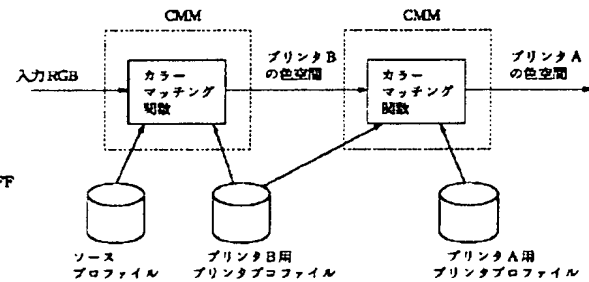 CMM
CMM
入力RGB
カラー
マッチング
関数
プリンタB
の色空間
カラー
マッチング
関数
プリンタA
の色空間
FF
ソース
プロファイル
プリンタB用
プリンタプロファイル
プリンタA用
プリンタプロファイル